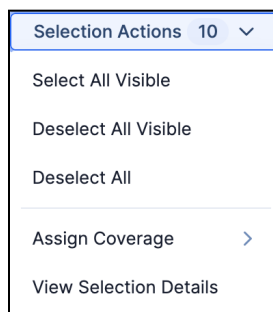 Selection Actions 10
Select All Visible
Deselect All Visible
Deselect All
Assign Coverage
View Selection Details